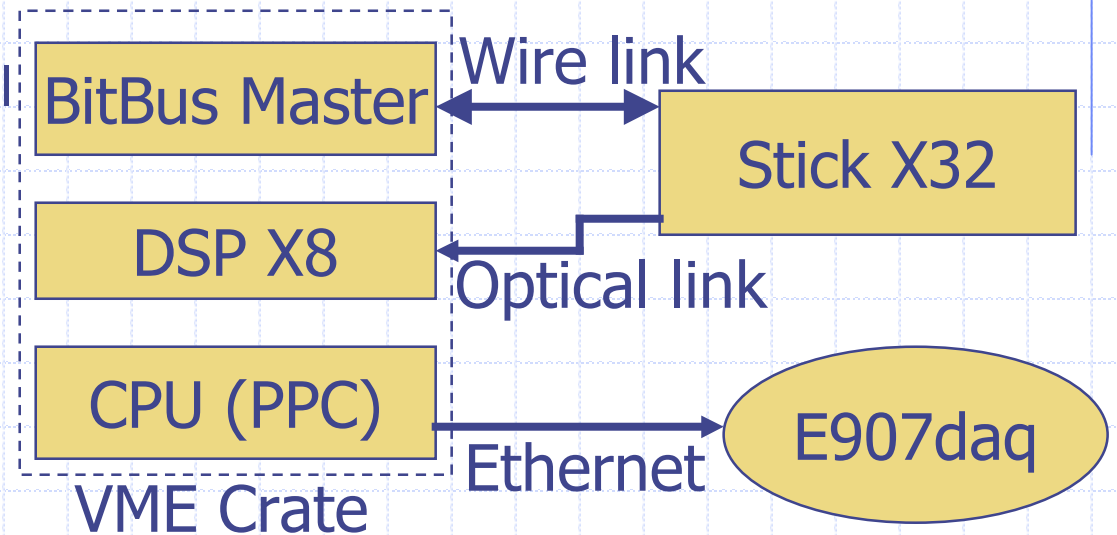 Wire link
BitBus Master
Stick X32
DSP X8
Optical link
CPU (PPC)
E907daq
Ethernet
VME Crate